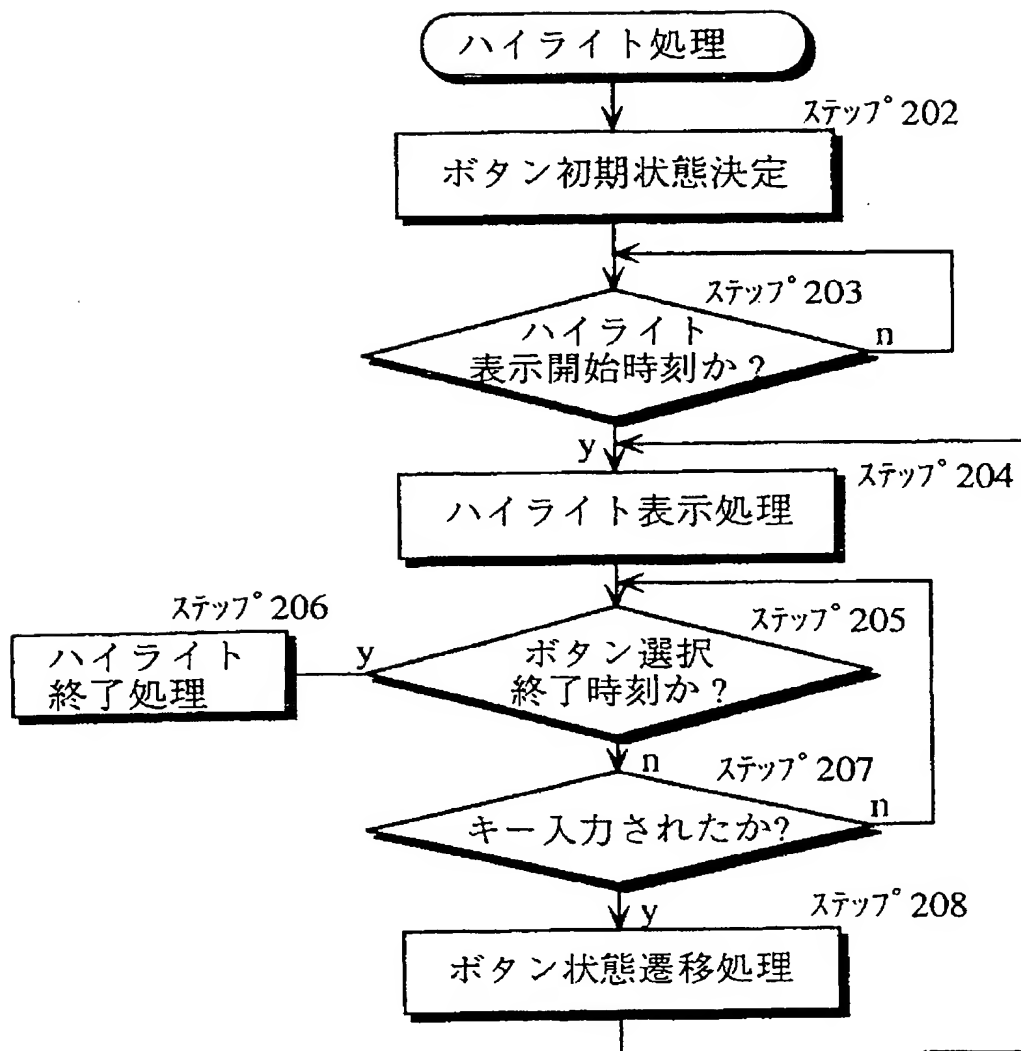 ハイライト処理
ステップ202
ボタン初期状態決定
ステップ203
ハイライト
表示開始時刻か?
n
y
ステップ204
ハイライト表示処理
ステップ206
ハイライト
終了処理
y
ステップ205
ボタン選択
終了時刻か?
n
ステップ207
キー入力されたか?
n
y
ステップ208
ボタン状態遷移処理